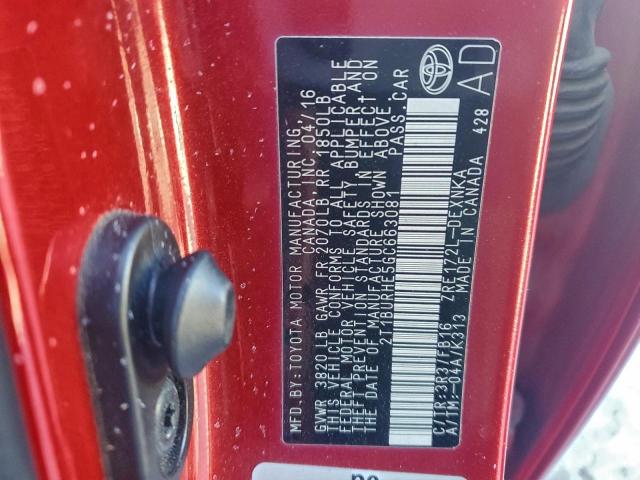 MFD.BY:TOYOTA MOTOR MANUFACTURING
CANADA, INC. 04/16
GVWR 3820 LB GAWR FR 2070LB RR 1850LB
THIS VEHICLE CONFORMS TO ALL APPLICABLE
FEDERAL MOTOR VEHICLE SAFETY, BUMPER AND
THEFT PREVENTION STANDARDS IN EFFECT ON
THE DATE OF MANUFACTURE SHOWN ABOVE.
2T1BURHE5GC653081 PASS.CAR
C/TR:3R3/FB16 ZRE172L-DEXNKA
A/TM:-04A/K313 MADE IN CANADA 428
AD